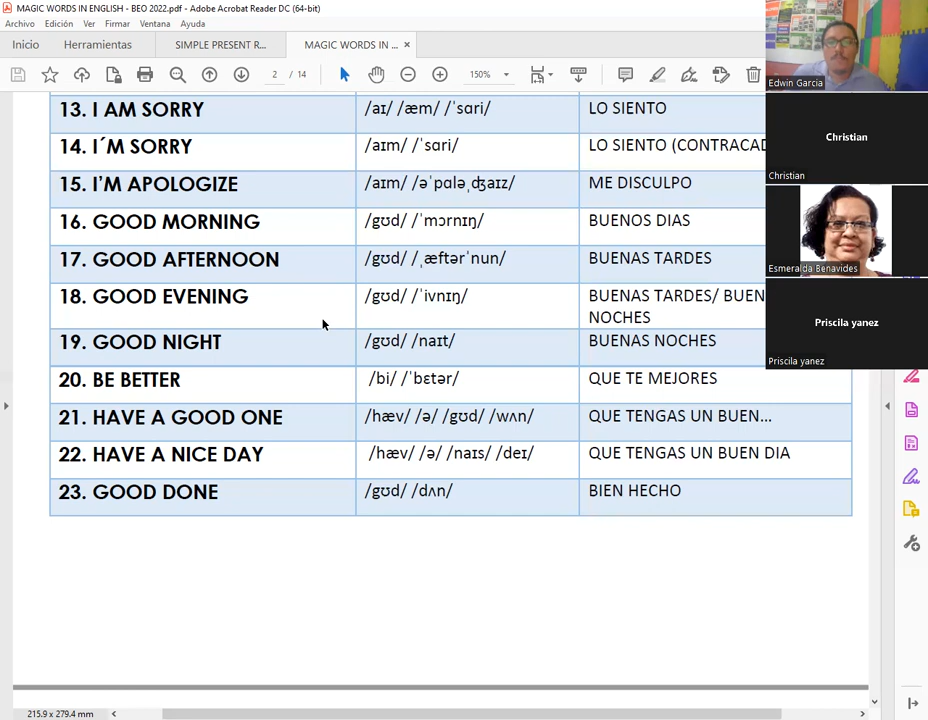 MAGIC WORDS IN ENGLISH - BEO 2022.pdf - Adobe Acrobat Reader DC (64-bit)
Archivo Edición Ver Firmar Ventana Ayuda
Inicio Herramientas SIMPLE PRESENT R... MAGIC WORDS IN ... ×
2 / 14 150%
13. I AM SORRY /aɪ/ /æm/ /ˈsɑri/ LO SIENTO
14. I´M SORRY /aɪm/ /ˈsɑri/ LO SIENTO (CONTRACAD
15. I’M APOLOGIZE /aɪm/ /əˈpɑləˌʤaɪz/ ME DISCULPO
16. GOOD MORNING /gʊd/ /ˈmɔrnɪŋ/ BUENOS DIAS
17. GOOD AFTERNOON /gʊd/ /ˌæftərˈnun/ BUENAS TARDES
18. GOOD EVENING /gʊd/ /ˈivnɪŋ/ BUENAS TARDES/ BUEN
NOCHES
19. GOOD NIGHT /gʊd/ /naɪt/ BUENAS NOCHES
20. BE BETTER /bi/ /ˈbɛtər/ QUE TE MEJORES
21. HAVE A GOOD ONE /hæv/ /ə/ /gʊd/ /wʌn/ QUE TENGAS UN BUEN...
22. HAVE A NICE DAY /hæv/ /ə/ /naɪs/ /deɪ/ QUE TENGAS UN BUEN DIA
23. GOOD DONE /gʊd/ /dʌn/ BIEN HECHO
215.9 x 279.4 mm
Edwin Garcia
Christian
Christian
Esmeralda Benavides
Priscila yanez
Priscila yanez